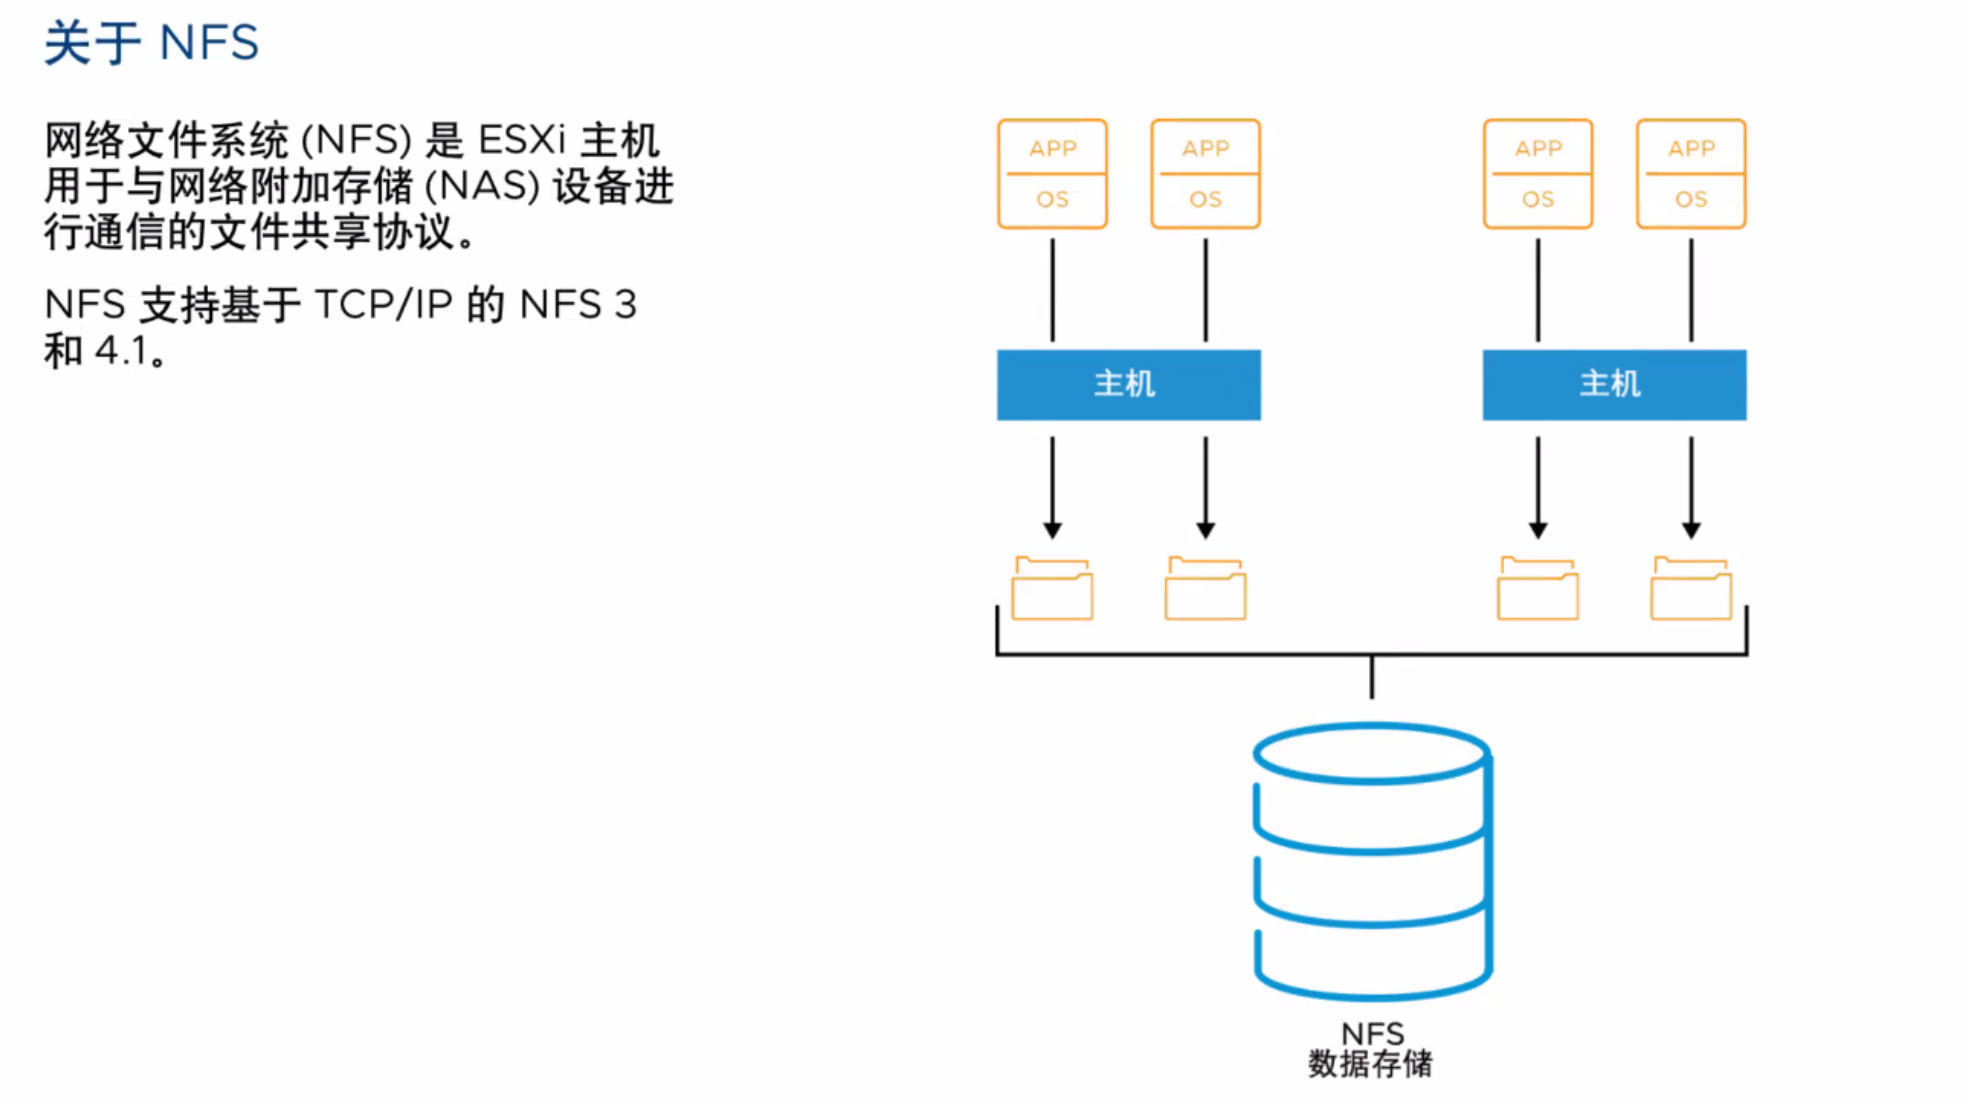 关于 NFS
网络文件系统 (NFS) 是 ESXi 主机
用于与网络附加存储 (NAS) 设备进
行通信的文件共享协议。
NFS 支持基于 TCP/IP 的 NFS 3
和 4.1。
APP
APP
APP
APP
OS
OS
OS
OS
主机
主机
NFS
数据存储